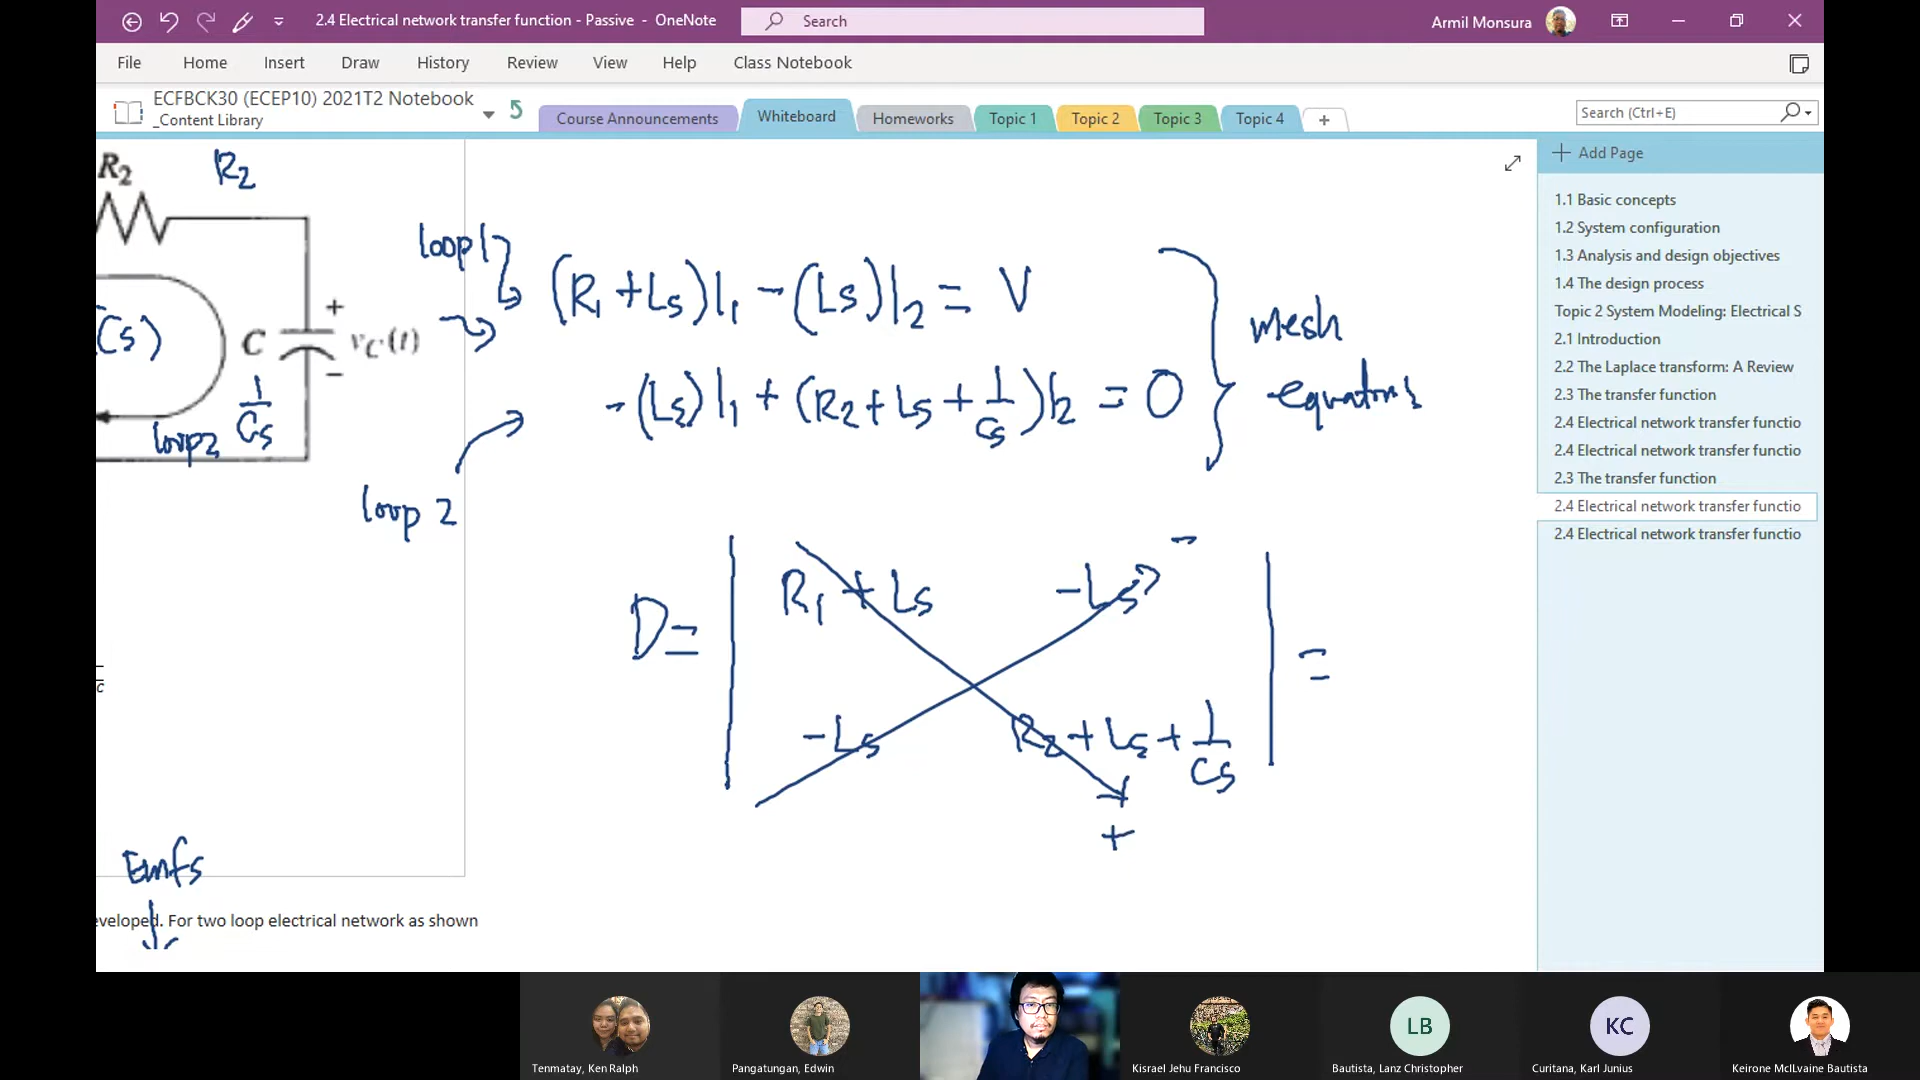 2.4 Electrical network transfer function - Passive - OneNote
Search
Armil Monsura
File Home Insert Draw History Review View Help Class Notebook
ECFBCK30 (ECEP10) 2021T2 Notebook
_Content Library
Course Announcements Whiteboard Homeworks Topic 1 Topic 2 Topic 3 Topic 4 +
Search (Ctrl+E)
Add Page
1.1 Basic concepts
1.2 System configuration
1.3 Analysis and design objectives
1.4 The design process
Topic 2 System Modeling: Electrical S
2.1 Introduction
2.2 The Laplace transform: A Review
2.3 The transfer function
2.4 Electrical network transfer functio
2.4 Electrical network transfer functio
2.3 The transfer function
2.4 Electrical network transfer functio
2.4 Electrical network transfer functio
R2 R2
+
C vC(t)
−
(s)
1/Cs
loop2
loop1
(R1 + Ls)I1 - (Ls)I2 = V
-(Ls)I1 + (R2 + Ls + 1/Cs)I2 = 0
mesh
equations
loop 2
D = | R1 + Ls -Ls | =
-Ls R2 + Ls + 1/Cs
-
+
c
Emfs
eveloped. For two loop electrical network as shown
Tenmatay, Ken Ralph
Pangatungan, Edwin
Kisrael Jehu Francisco
LB
Bautista, Lanz Christopher
KC
Curitana, Karl Junius
Keirone McIlvaine Bautista